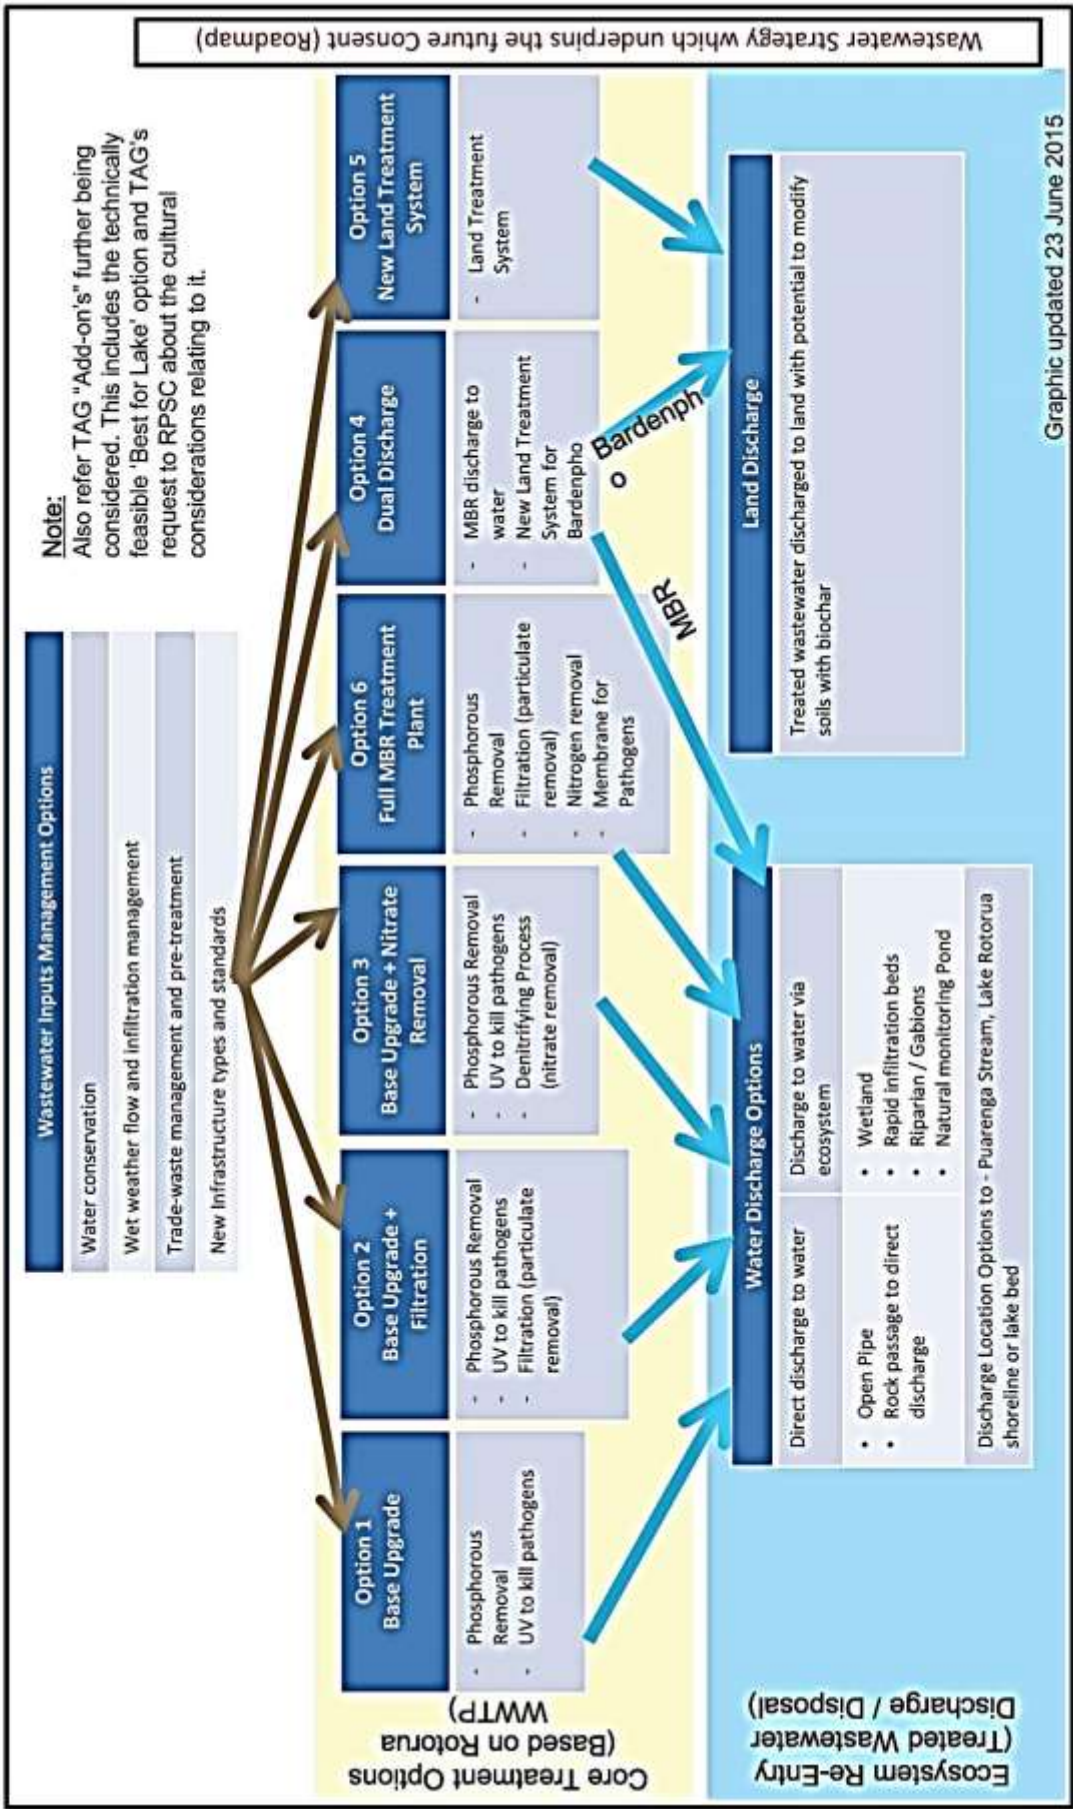 Wastewater Strategy which underpins the future Consent (Roadmap)
Wastewater Inputs Management Options
Water conservation
Wet weather flow and infiltration management
Trade-waste management and pre-treatment
New Infrastructure types and standards
Note:
Also refer TAG "Add-on's" further being
considered. This includes the technically
feasible 'Best for Lake' option and TAG's
request to RPSC about the cultural
considerations relating to it.
Core Treatment Options
(Based on Rotorua
WWTP)
Option 1
Base Upgrade
- Phosphorous
Removal
- UV to kill pathogens
Option 2
Base Upgrade +
Filtration
- Phosphorous Removal
- UV to kill pathogens
- Filtration (particulate
removal)
Option 3
Base Upgrade + Nitrate
Removal
- Phosphorous Removal
- UV to kill pathogens
- Denitrifying Process
(nitrate removal)
Option 6
Full MBR Treatment
Plant
- Phosphorous
Removal
- Filtration (particulate
removal)
- Nitrogen removal
- Membrane for
Pathogens
Option 4
Dual Discharge
- MBR discharge to
water
- New Land Treatment
System for
Bardenpho
Option 5
New Land Treatment
System
- Land Treatment
System
MBR
Bardenph
o
Ecosystem Re-Entry
(Treated Wastewater
Discharge / Disposal)
Water Discharge Options
Direct discharge to water
• Open Pipe
• Rock passage to direct
discharge
Discharge to water via
ecosystem
• Wetland
• Rapid infiltration beds
• Riparian / Gabions
• Natural monitoring Pond
Discharge Location Options to - Puarenga Stream, Lake Rotorua
shoreline or lake bed
Land Discharge
Treated wastewater discharged to land with potential to modify
soils with biochar
Graphic updated 23 June 2015